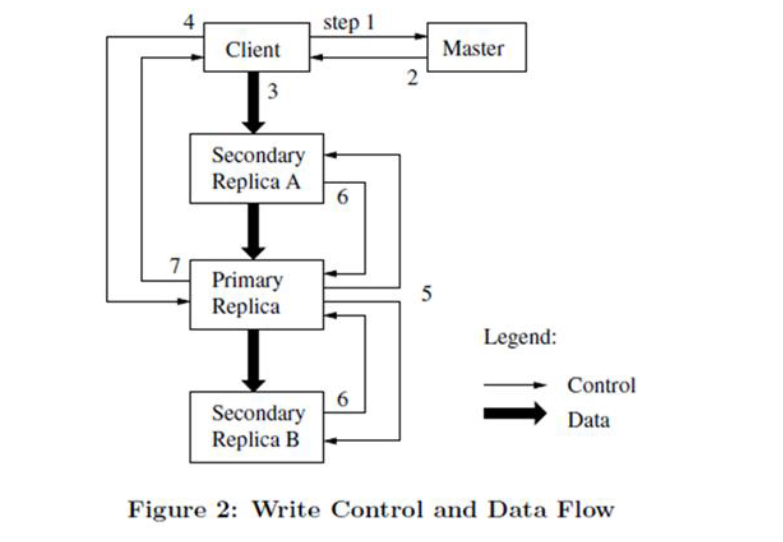 4
step 1
Client
Master
2
3
Secondary
Replica A
6
7
Primary
Replica
5
Legend:
Control
6
Secondary
Replica B
Data
Figure 2: Write Control and Data Flow